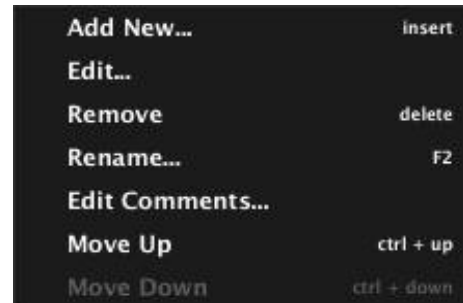 Add New... insert
Edit...
Remove delete
Rename... F2
Edit Comments...
Move Up ctrl + up
Move Down ctrl + down